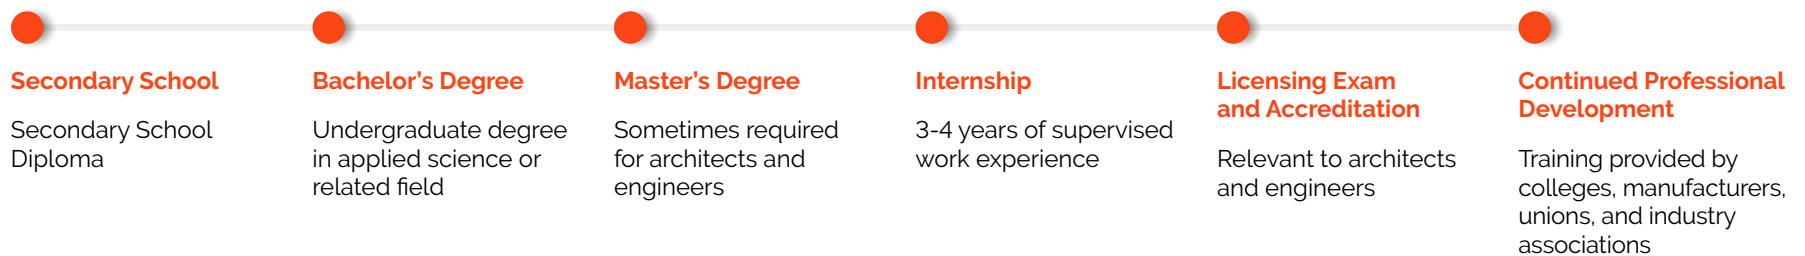 Secondary School
Secondary School
Diploma
Bachelor’s Degree
Undergraduate degree
in applied science or
related field
Master’s Degree
Sometimes required
for architects and
engineers
Internship
3-4 years of supervised
work experience
Licensing Exam
and Accreditation
Relevant to architects
and engineers
Continued Professional
Development
Training provided by
colleges, manufacturers,
unions, and industry
associations